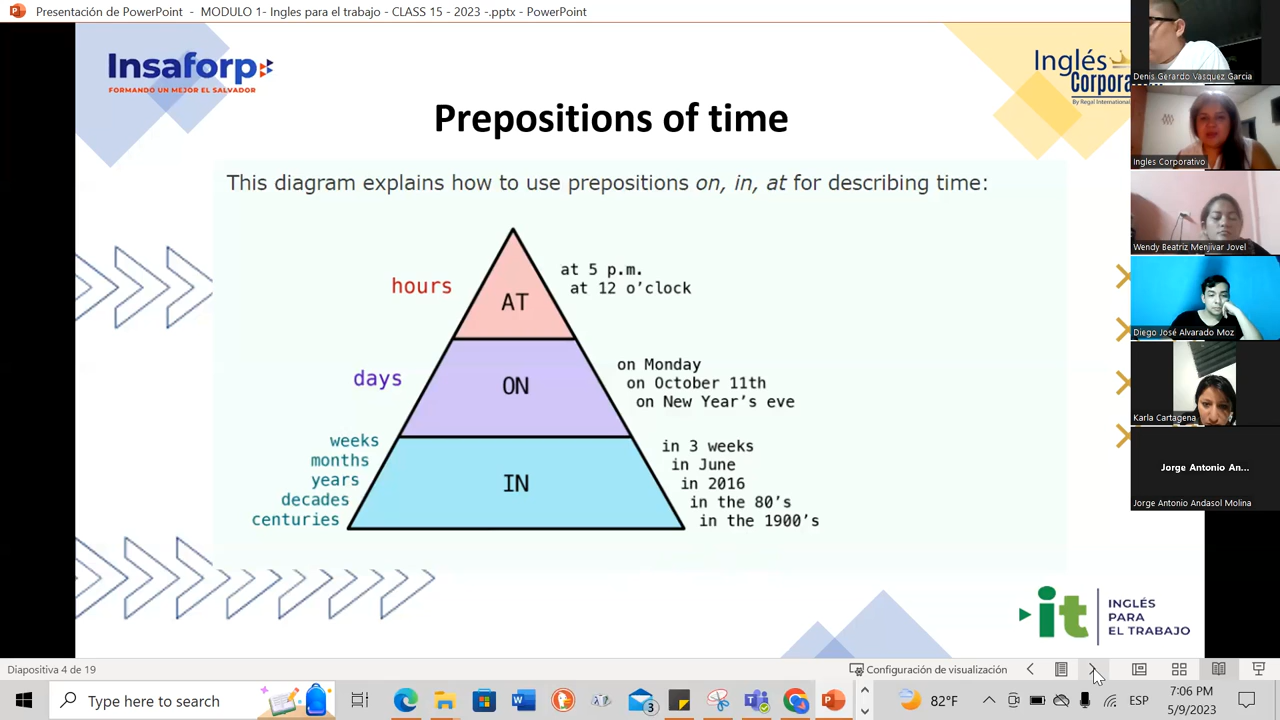 Presentación de PowerPoint - MODULO 1- Ingles para el trabajo - CLASS 15 - 2023 -.pptx - PowerPoint
Insaforp
FORMANDO UN MEJOR EL SALVADOR
Inglés
Corpora
By Regal International
Prepositions of time
This diagram explains how to use prepositions on, in, at for describing time:
hours
AT
at 5 p.m.
at 12 o'clock
days
ON
on Monday
on October 11th
on New Year's eve
weeks
months
years
decades
centuries
IN
in 3 weeks
in June
in 2016
in the 80's
in the 1900's
it
INGLÉS
PARA
EL TRABAJO
Denis Gerardo Vasquez Garcia
Ingles Corporativo
Wendy Beatriz Menjivar Jovel
Diego José Alvarado Moz
Karla Cartagena
Jorge Antonio An...
Jorge Antonio Andasol Molina
Diapositiva 4 de 19
Configuración de visualización
Type here to search
3
82°F
ESP
7:06 PM
5/9/2023